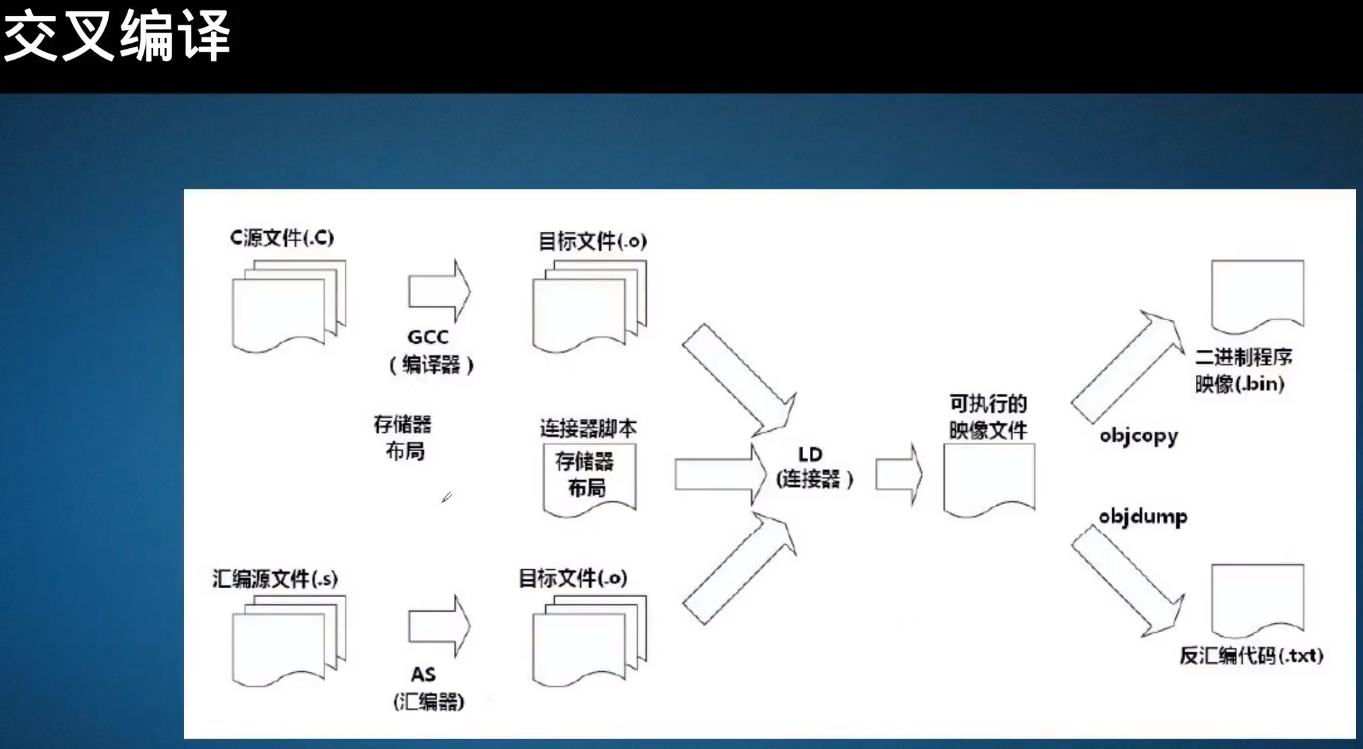 交叉编译
C源文件(.C)
GCC
（编译器）
目标文件(.o)
存储器
布局
连接器脚本
存储器
布局
汇编源文件(.s)
AS
(汇编器)
目标文件(.o)
LD
(连接器）
可执行的
映像文件
objcopy
二进制程序
映像(.bin)
objdump
反汇编代码(.txt)